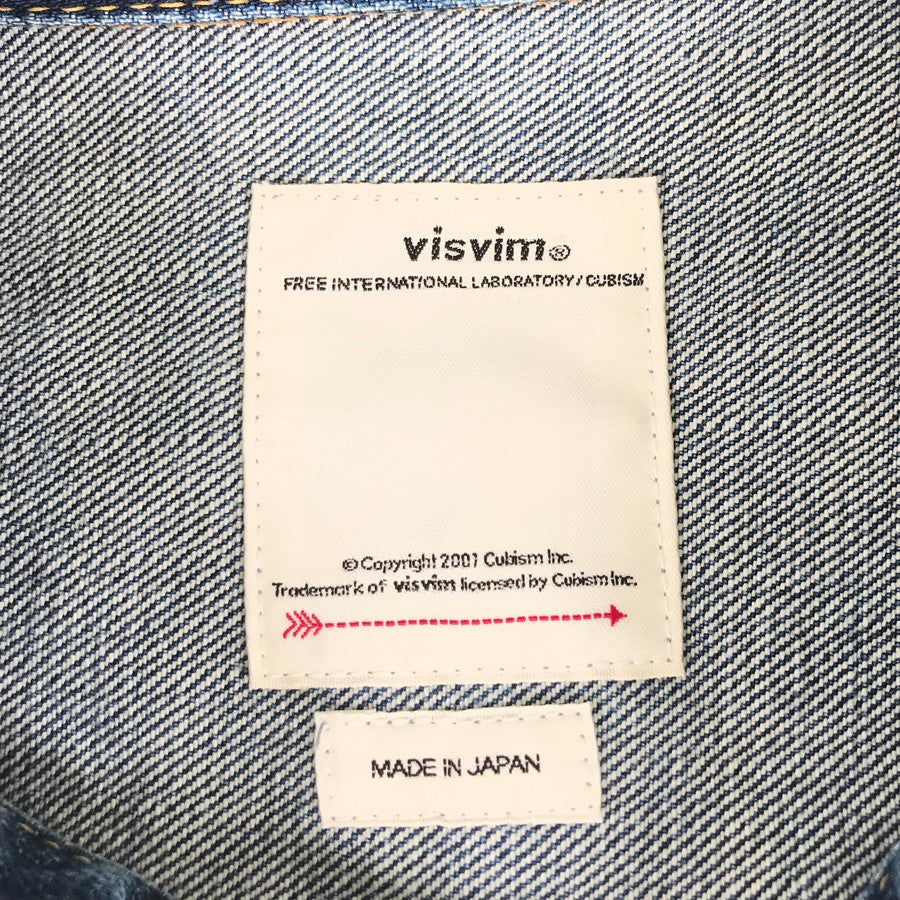 visvim®
FREE INTERNATIONAL LABORATORY / CUBISM
© Copyright 2001 Cubism Inc.
Trademark of visvim licensed by Cubism Inc.
MADE IN JAPAN